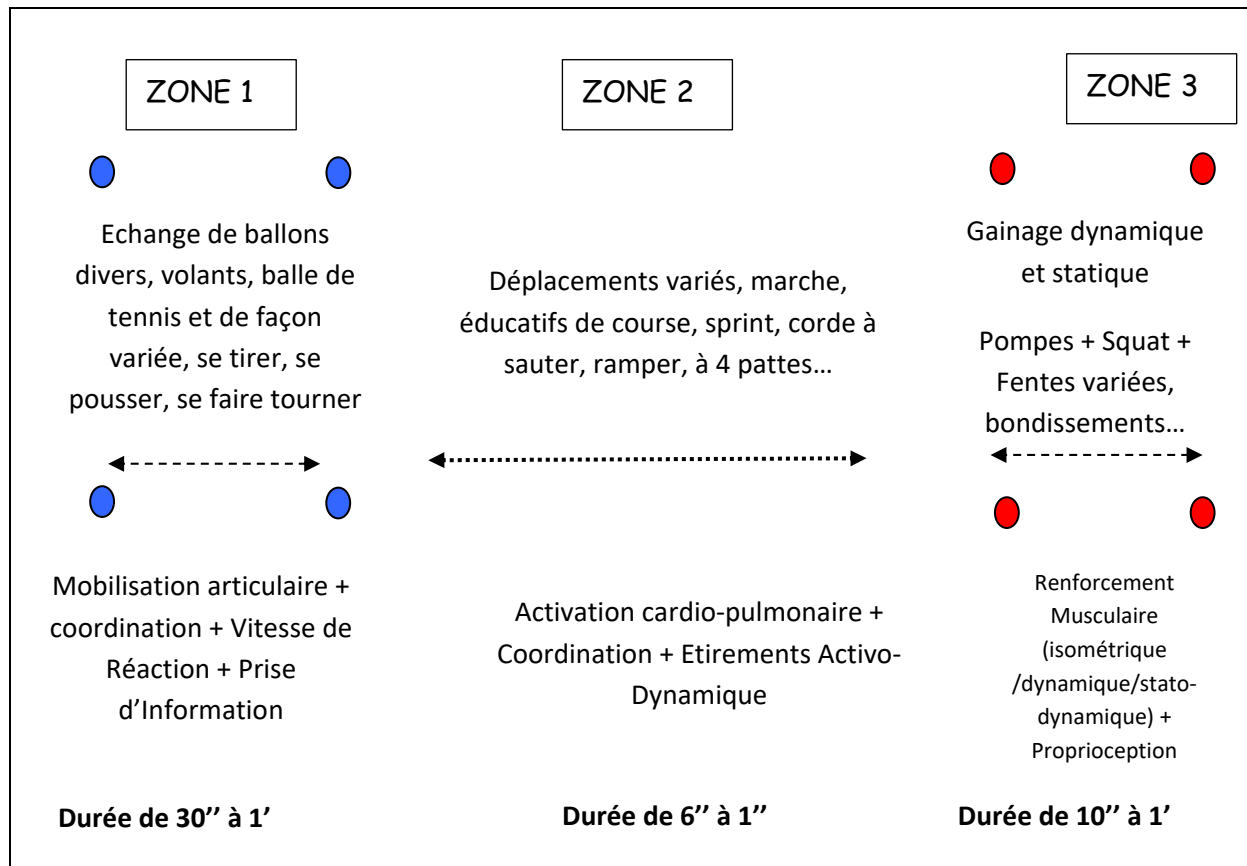 ZONE 1
Echange de ballons
divers, volants, balle de
tennis et de façon
variée, se tirer, se
pousser, se faire tourner
Mobilisation articulaire +
coordination + Vitesse de
Réaction + Prise
d’Information
Durée de 30’’ à 1’
ZONE 2
Déplacements variés, marche,
éducatifs de course, sprint, corde à
sauter, ramper, à 4 pattes…
Activation cardio-pulmonaire +
Coordination + Etirements Activo-
Dynamique
Durée de 6’’ à 1’’
ZONE 3
Gainage dynamique
et statique
Pompes + Squat +
Fentes variées,
bondissements…
Renforcement
Musculaire
(isométrique
/dynamique/stato-
dynamique) +
Proprioception
Durée de 10’’ à 1’